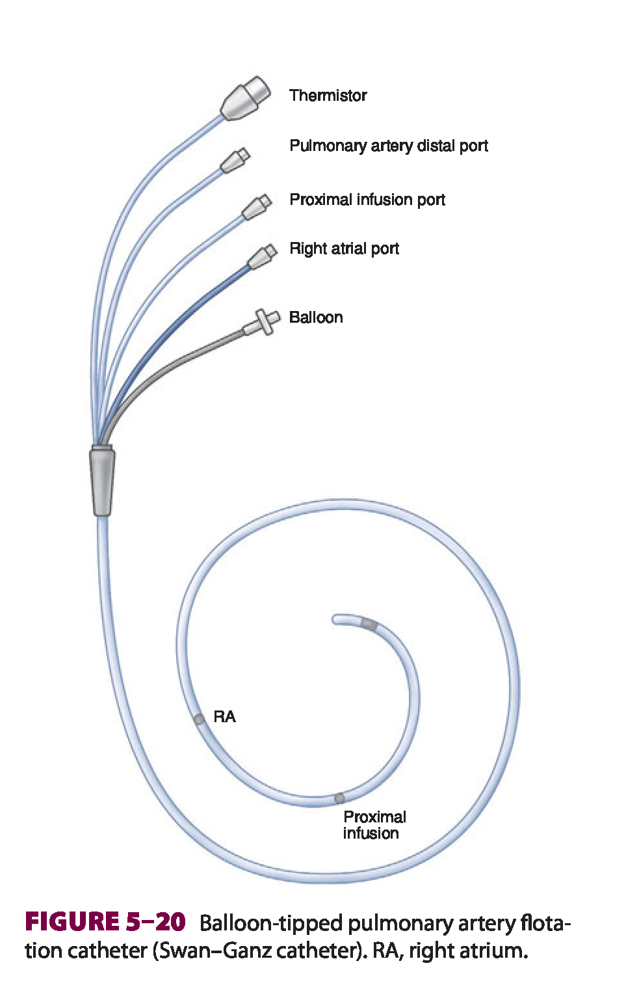 Thermistor
Pulmonary artery distal port
Proximal infusion port
Right atrial port
Balloon
RA
Proximal
infusion
FIGURE 5–20 Balloon-tipped pulmonary artery flota-
tion catheter (Swan–Ganz catheter). RA, right atrium.